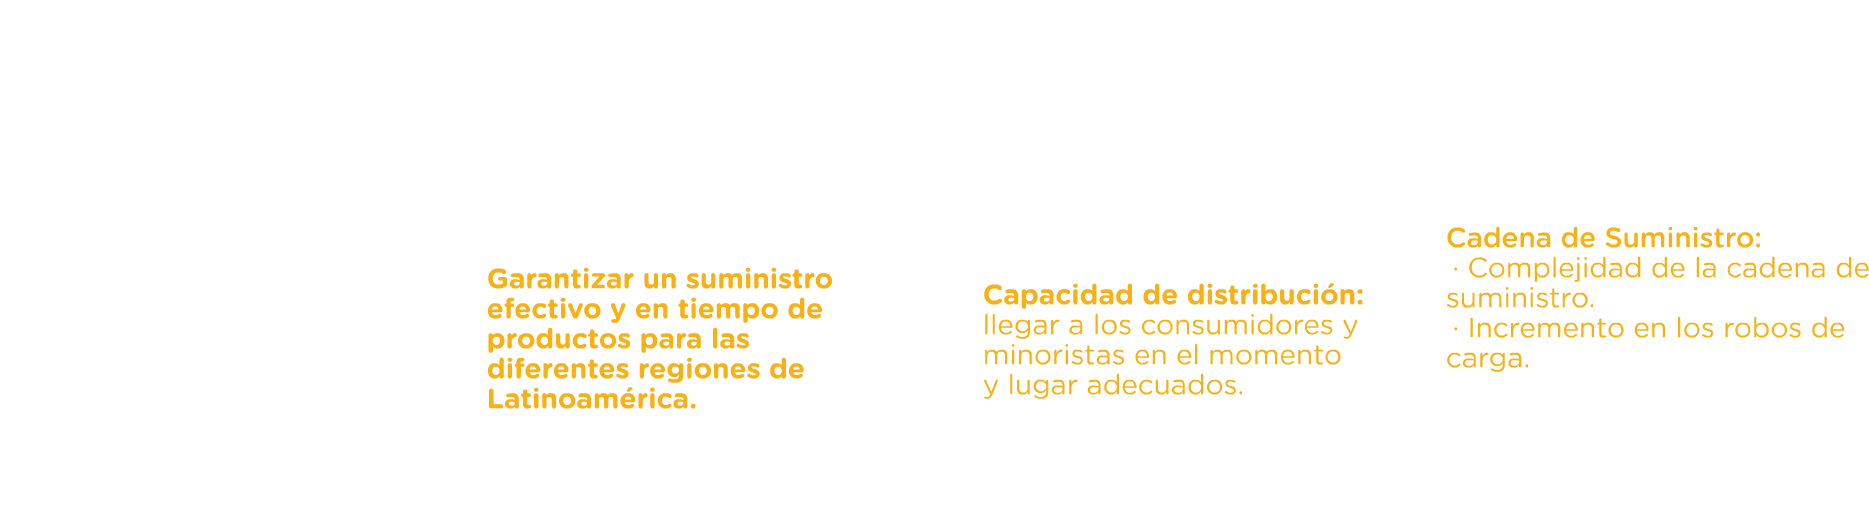 Garantizar un suministro
efectivo y en tiempo de
productos para las
diferentes regiones de
Latinoamérica.
Capacidad de distribución:
llegar a los consumidores y
minoristas en el momento
y lugar adecuados.
Cadena de Suministro:
· Complejidad de la cadena de
suministro.
· Incremento en los robos de
carga.